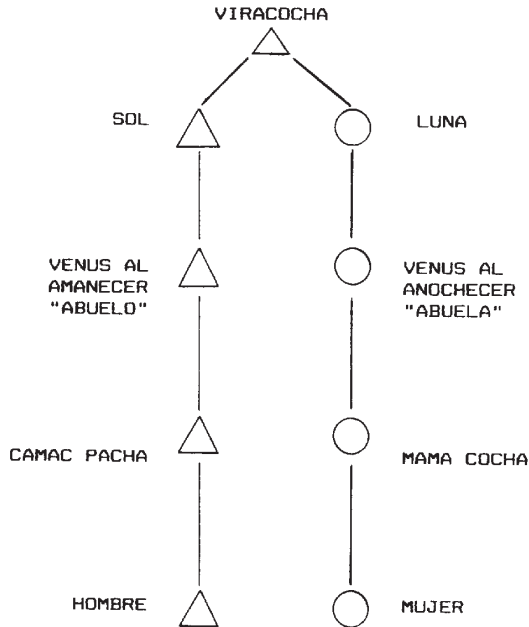 VIRACOCHA
SOL
LUNA
VENUS AL
AMANECER
"ABUELO"
VENUS AL
ANOCHECER
"ABUELA"
CAMAC PACHA
MAMA COCHA
HOMBRE
MUJER